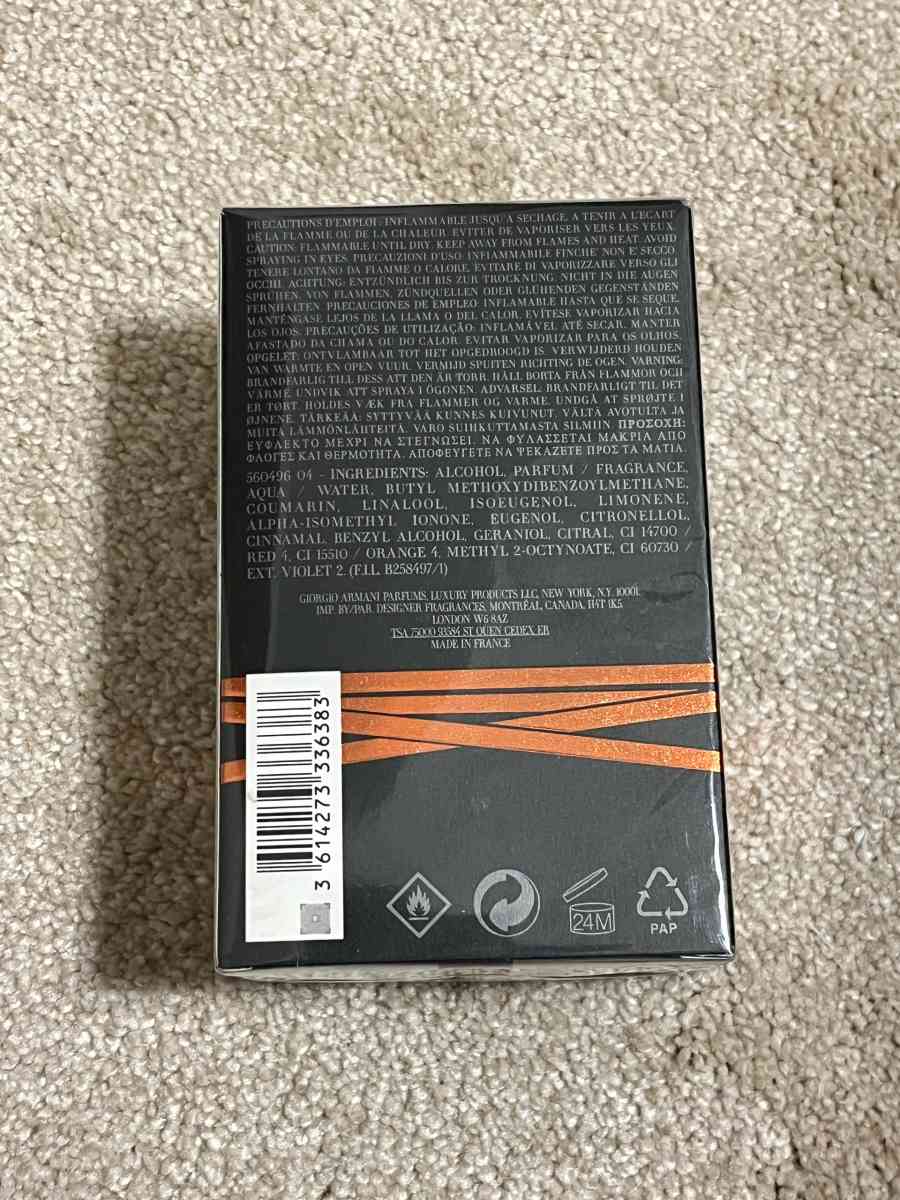 PRECAUTIONS D'EMPLOI : INFLAMMABLE JUSQU'A SECHAGE. A TENIR A L'ECART
DE LA FLAMME OU DE LA CHALEUR. EVITER DE VAPORISER VERS LES YEUX
CAUTION: FLAMMABLE UNTIL DRY. KEEP AWAY FROM FLAMES AND HEAT. AVOID
SPRAYING IN EYES. PRECAUZIONI D'USO: INFIAMMABILE FINCHE' NON E' SECCO.
TENERE LONTANO DA FIAMME O CALORE. EVITARE DI VAPORIZZARE VERSO GLI
OCCHI. ACHTUNG: ENTZÜNDLICH BIS ZUR TROCKNUNG. NICHT IN DIE AUGEN
SPRÜHEN. VON FLAMMEN, ZÜNDQUELLEN ODER GLÜHENDEN GEGENSTÄNDEN
FERNHALTEN. PRECAUCIONES DE EMPLEO: INFLAMABLE HASTA QUE SE SEQUE.
MANTÉNGASE LEJOS DE LA LLAMA O DEL CALOR. EVÍTESE VAPORIZAR HACIA
LOS OJOS. PRECAUÇÕES DE UTILIZAÇÃO: INFLAMÁVEL ATÉ SECAR. MANTER
AFASTADO DA CHAMA OU DO CALOR. EVITAR VAPORIZAR PARA OS OLHOS.
OPGELET: ONTVLAMBAAR TOT HET OPGEDROOGD IS. VERWIJDERD HOUDEN
VAN WARMTE EN OPEN VUUR. VERMIJD SPUITEN RICHTING DE OGEN. VARNING:
BRANDFARLIG TILL DESS ATT DEN ÄR TORR. HÅLL BORTA FRÅN FLAMMOR OCH
VÄRME. UNDVIK ATT SPRAYA I ÖGONEN. ADVARSEL: BRANDFARLIGT TIL DET
ER TØRT. HOLDES VÆK FRA FLAMMER OG VARME. UNDGÅ AT SPRØJTE I
ØJNENE. TÄRKEÄÄ: SYTTYVÄÄ KUNNES KUIVUNUT. VÄLTÄ AVOTULTA JA
MUITA LÄMMÖNLÄHTEITÄ. VARO SUIHKUTTAMASTA SILMIIN. ΠΡΟΣΟΧΗ:
ΕΥΦΛΕΚΤΟ ΜΕΧΡΙ ΝΑ ΣΤΕΓΝΩΣΕΙ. ΝΑ ΦΥΛΑΣΣΕΤΑΙ ΜΑΚΡΙΑ ΑΠΟ
ΦΛΟΓΕΣ ΚΑΙ ΘΕΡΜΟΤΗΤΑ. ΑΠΟΦΕΥΓΕΤΕ ΝΑ ΨΕΚΑΖΕΤΕ ΠΡΟΣ ΤΑ ΜΑΤΙΑ.
560496 04 - INGREDIENTS: ALCOHOL, PARFUM / FRAGRANCE,
AQUA / WATER, BUTYL METHOXYDIBENZOYLMETHANE,
COUMARIN, LINALOOL, ISOEUGENOL, LIMONENE,
ALPHA-ISOMETHYL IONONE, EUGENOL, CITRONELLOL,
CINNAMAL, BENZYL ALCOHOL, GERANIOL, CITRAL, CI 14700 /
RED 4, CI 15510 / ORANGE 4, METHYL 2-OCTYNOATE, CI 60730 /
EXT. VIOLET 2. (F.I.L. B258497/1)
GIORGIO ARMANI PARFUMS, LUXURY PRODUCTS LLC, NEW YORK, N.Y. 10001.
IMP. BY/PAR. DESIGNER FRAGRANCES, MONTRÉAL, CANADA, H4T 1K5.
LONDON W6 8AZ
TSA 75000 93584 ST OUEN CEDEX FR
MADE IN FRANCE
3 614273 336383
24M
PAP